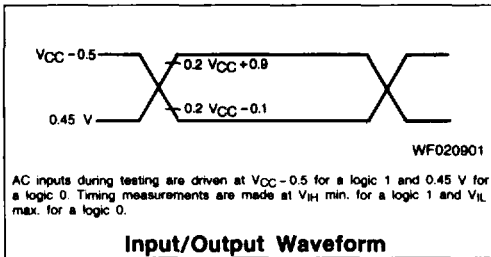 VCC – 0.5
0.2 VCC + 0.9
0.2 VCC – 0.1
0.45 V
WF020901
AC inputs during testing are driven at VCC – 0.5 for a logic 1 and 0.45 V for
a logic 0. Timing measurements are made at VIH min. for a logic 1 and VIL
max. for a logic 0.
Input/Output Waveform